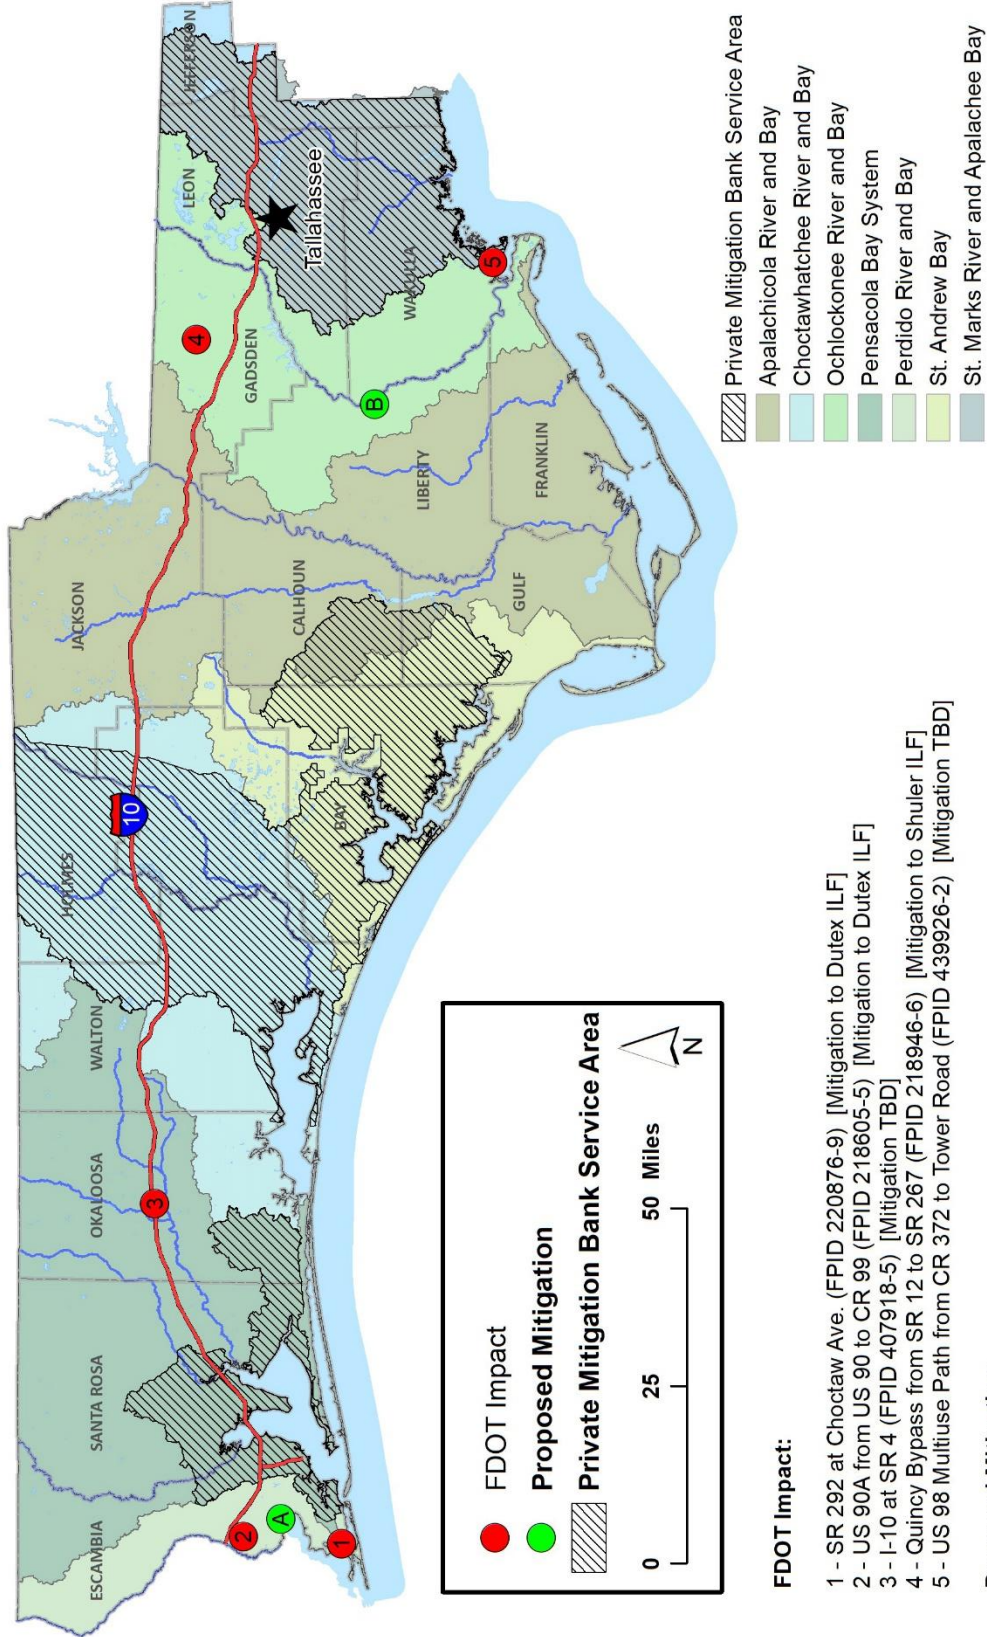 ESCAMBIA
SANTA ROSA
OKALOOSA
WALTON
HOLMES
JACKSON
BAY
CALHOUN
GULF
LIBERTY
FRANKLIN
GADSDEN
LEON
WAKULLA
JEFFERSON
Tallahassee
10
1
2
3
4
5
A
B
FDOT Impact
Proposed Mitigation
Private Mitigation Bank Service Area
0 25 50 Miles
N
Private Mitigation Bank Service Area
Apalachicola River and Bay
Choctawhatchee River and Bay
Ochlockonee River and Bay
Pensacola Bay System
Perdido River and Bay
St. Andrew Bay
St. Marks River and Apalachee Bay
FDOT Impact:
1 - SR 292 at Choctaw Ave. (FPID 220876-9) [Mitigation to Dutex ILF]
2 - US 90A from US 90 to CR 99 (FPID 218605-5) [Mitigation to Dutex ILF]
3 - I-10 at SR 4 (FPID 407918-5) [Mitigation TBD]
4 - Quincy Bypass from SR 12 to SR 267 (FPID 218946-6) [Mitigation to Shuler ILF]
5 - US 98 Multiuse Path from CR 372 to Tower Road (FPID 439926-2) [Mitigation TBD]